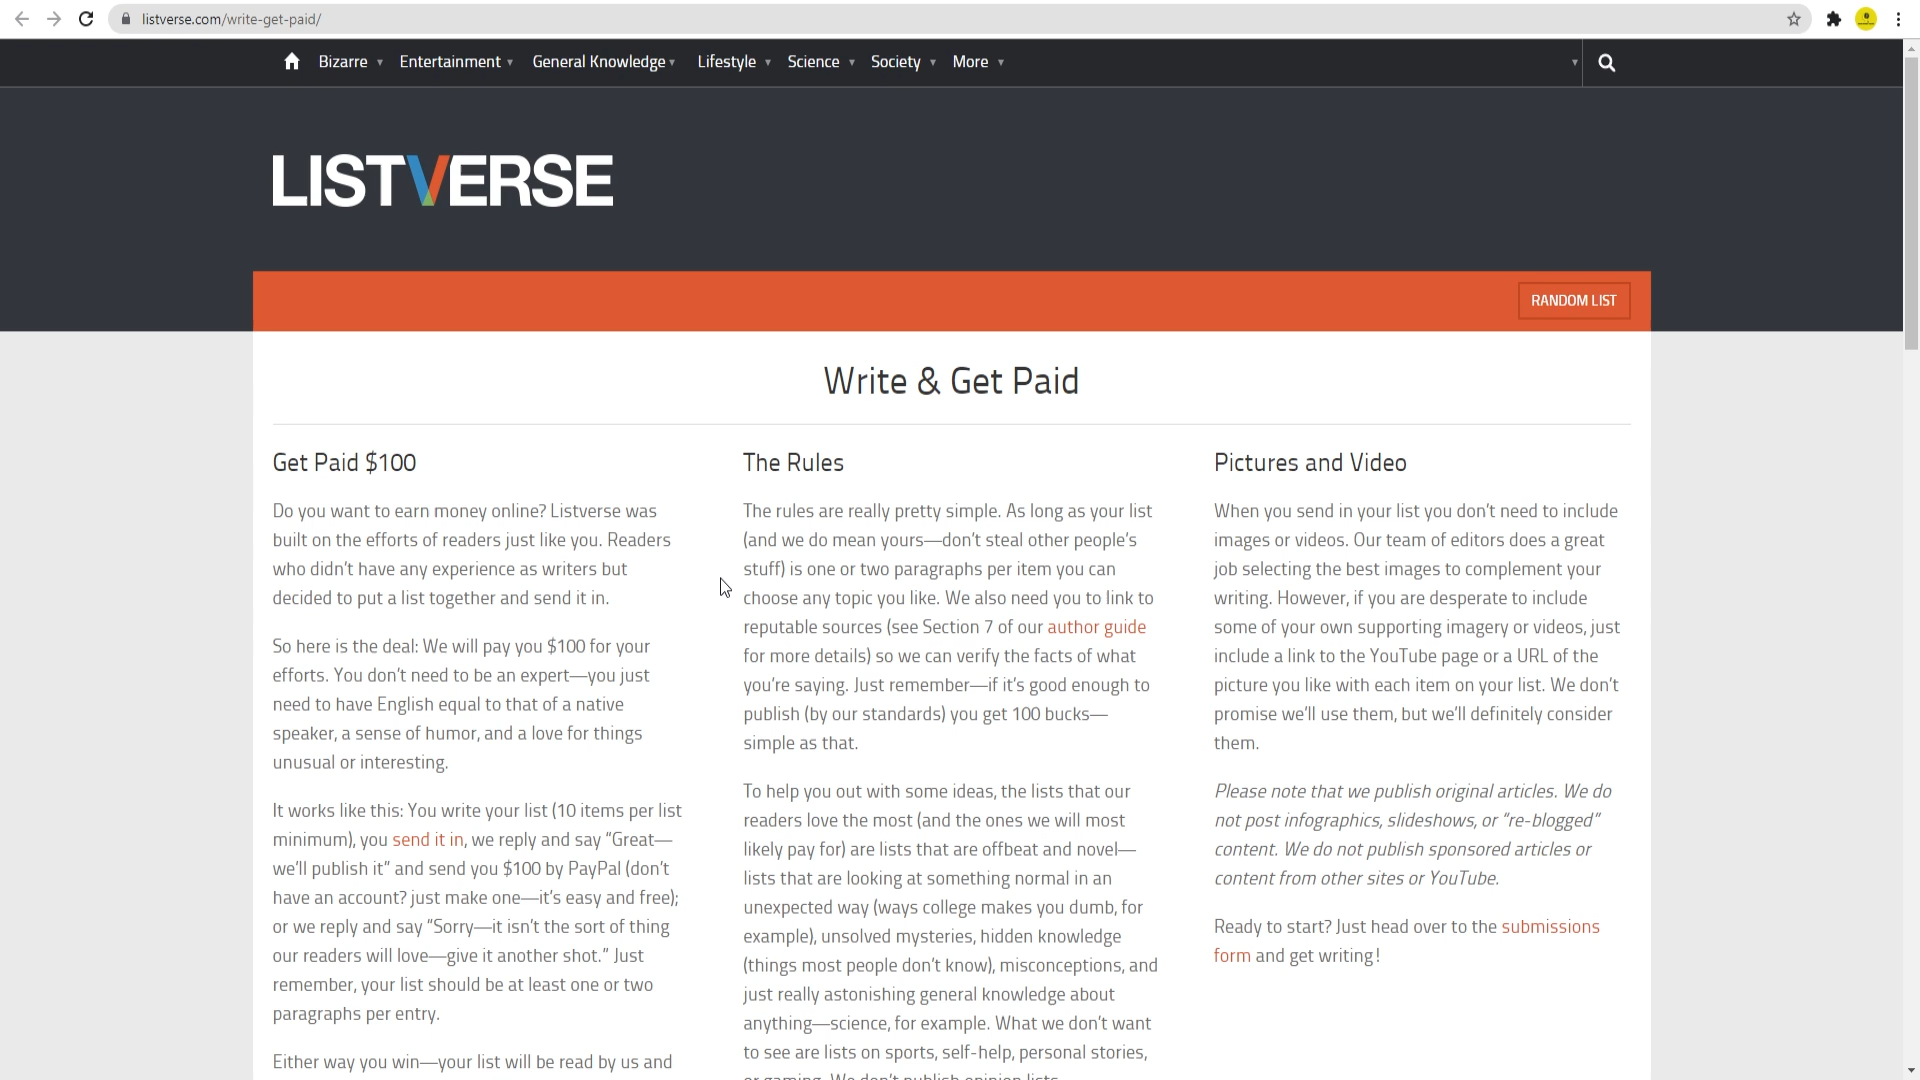 listverse.com/write-get-paid/
Bizarre Entertainment General Knowledge Lifestyle Science Society More
LISTVERSE
RANDOM LIST
Write & Get Paid
Get Paid $100
Do you want to earn money online? Listverse was
built on the efforts of readers just like you. Readers
who didn’t have any experience as writers but
decided to put a list together and send it in.
So here is the deal: We will pay you $100 for your
efforts. You don’t need to be an expert—you just
need to have English equal to that of a native
speaker, a sense of humor, and a love for things
unusual or interesting.
It works like this: You write your list (10 items per list
minimum), you send it in, we reply and say “Great—
we’ll publish it” and send you $100 by PayPal (don’t
have an account? just make one—it’s easy and free);
or we reply and say “Sorry—it isn’t the sort of thing
our readers will love—give it another shot.” Just
remember, your list should be at least one or two
paragraphs per entry.
Either way you win—your list will be read by us and
The Rules
The rules are really pretty simple. As long as your list
(and we do mean yours—don’t steal other people’s
stuff) is one or two paragraphs per item you can
choose any topic you like. We also need you to link to
reputable sources (see Section 7 of our author guide
for more details) so we can verify the facts of what
you’re saying. Just remember—if it’s good enough to
publish (by our standards) you get 100 bucks—
simple as that.
To help you out with some ideas, the lists that our
readers love the most (and the ones we will most
likely pay for) are lists that are offbeat and novel—
lists that are looking at something normal in an
unexpected way (ways college makes you dumb, for
example), unsolved mysteries, hidden knowledge
(things most people don’t know), misconceptions, and
just really astonishing general knowledge about
anything—science, for example. What we don’t want
to see are lists on sports, self-help, personal stories,
or gaming. We don’t publish opinion lists
Pictures and Video
When you send in your list you don’t need to include
images or videos. Our team of editors does a great
job selecting the best images to complement your
writing. However, if you are desperate to include
some of your own supporting imagery or videos, just
include a link to the YouTube page or a URL of the
picture you like with each item on your list. We don’t
promise we’ll use them, but we’ll definitely consider
them.
Please note that we publish original articles. We do
not post infographics, slideshows, or “re-blogged”
content. We do not publish sponsored articles or
content from other sites or YouTube.
Ready to start? Just head over to the submissions
form and get writing!